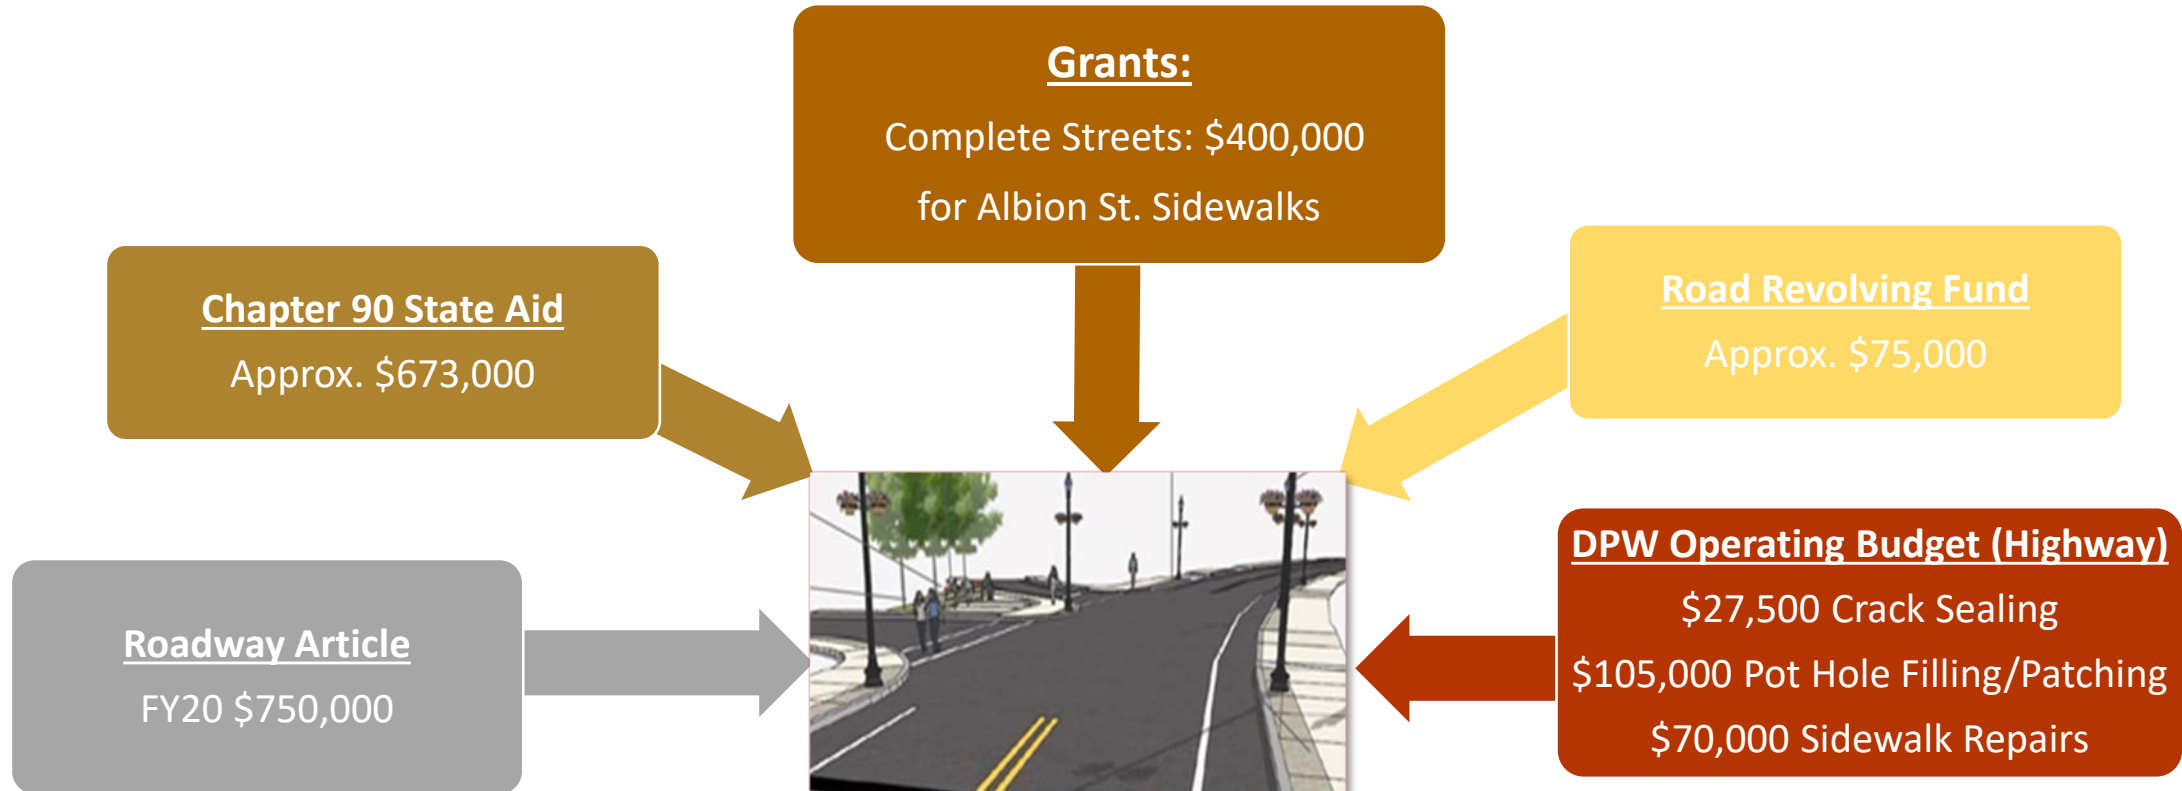 Grants:
Complete Streets: $400,000
for Albion St. Sidewalks
Chapter 90 State Aid
Approx. $673,000
Road Revolving Fund
Approx. $75,000
Roadway Article
FY20 $750,000
DPW Operating Budget (Highway)
$27,500 Crack Sealing
$105,000 Pot Hole Filling/Patching
$70,000 Sidewalk Repairs